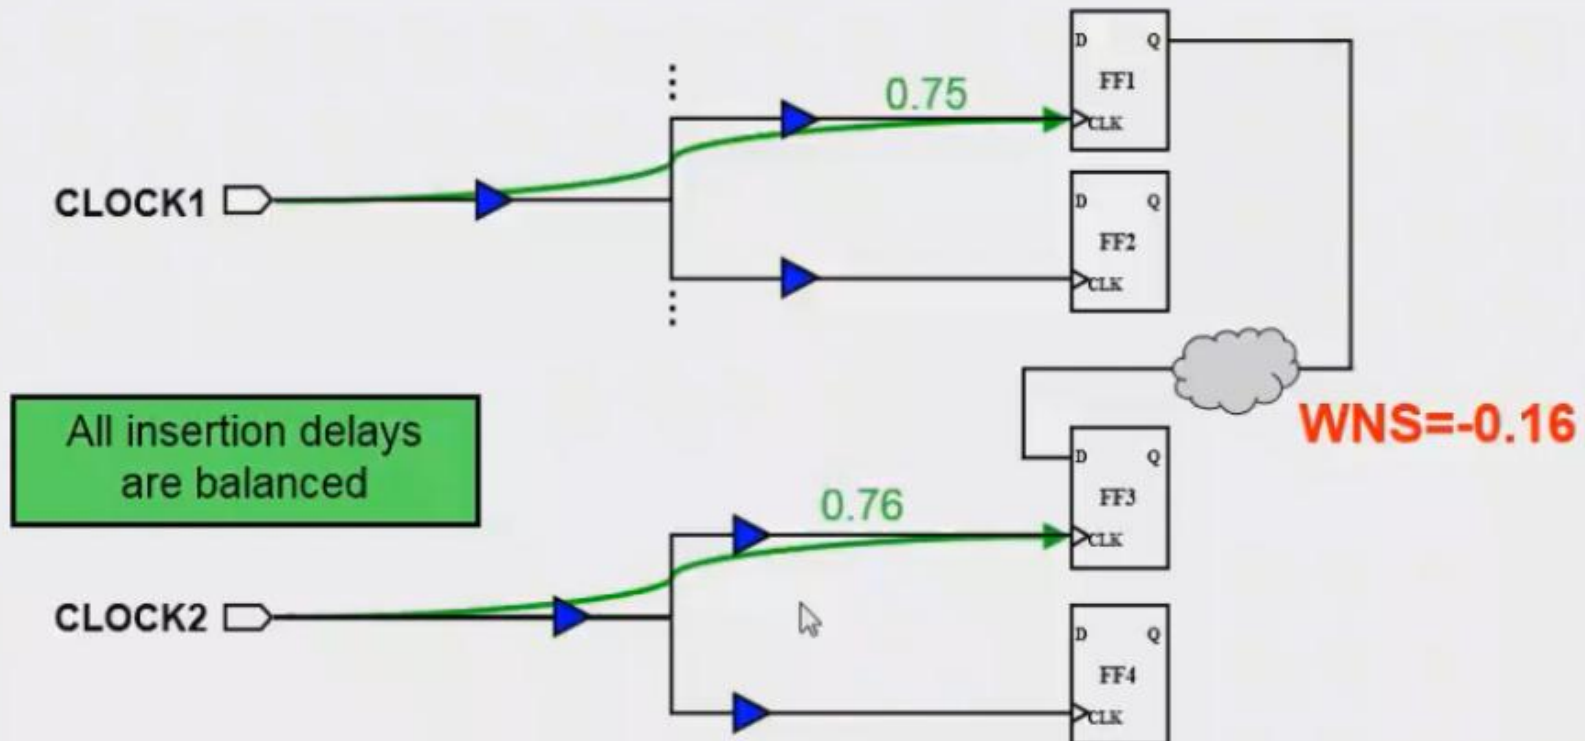 D Q
0.75
FF1
CLK
CLOCK1
D Q
FF2
CLK
All insertion delays
are balanced
WNS=-0.16
D Q
0.76
FF3
CLK
CLOCK2
D Q
FF4
CLK